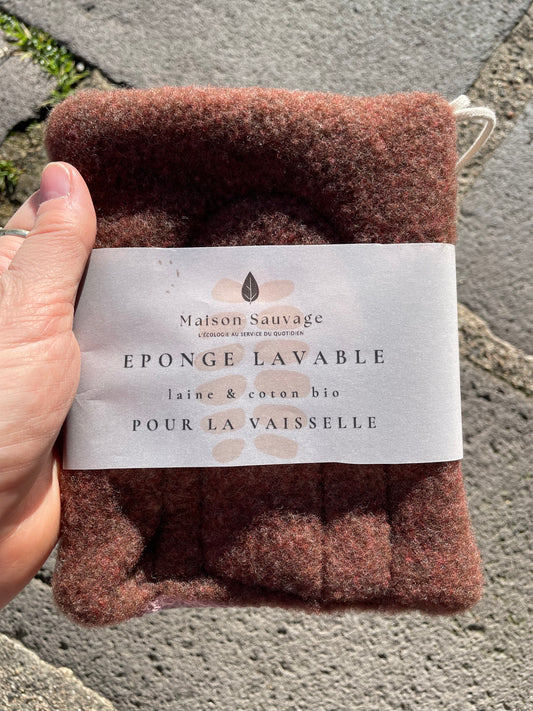 Maison Sauvage
L'ÉCOLOGIE AU SERVICE DU QUOTIDIEN
EPONGE LAVABLE
laine & coton bio
POUR LA VAISSELLE